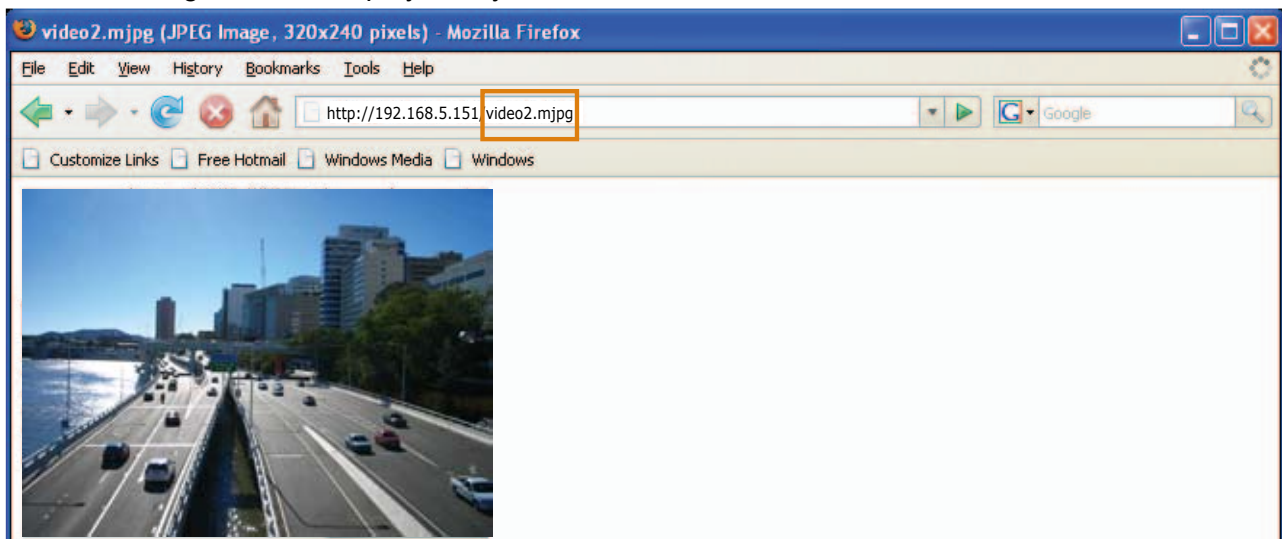 video2.mjpg (JPEG Image, 320x240 pixels) - Mozilla Firefox
File Edit View History Bookmarks Tools Help
http://192.168.5.151/video2.mjpg G Google
Customize Links Free Hotmail Windows Media Windows